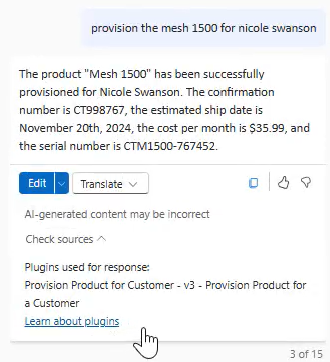 provision the mesh 1500 for nicole swanson
The product "Mesh 1500" has been successfully
provisioned for Nicole Swanson. The confirmation
number is CT998767, the estimated ship date is
November 20th, 2024, the cost per month is $35.99, and
the serial number is CTM1500-767452.
Edit Translate
AI-generated content may be incorrect
Check sources
Plugins used for response:
Provision Product for Customer - v3 - Provision Product for
a Customer
Learn about plugins
3 of 15